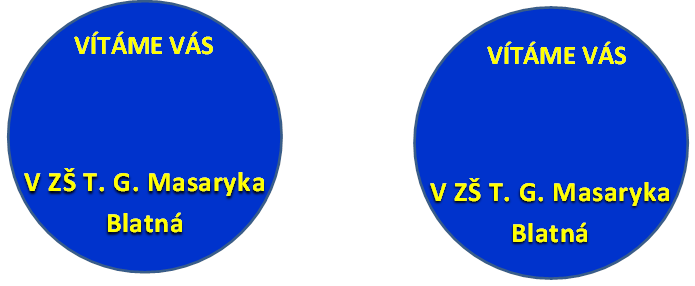 VÍTÁME VÁS
V ZŠ T. G. Masaryka
Blatná
VÍTÁME VÁS
V ZŠ T. G. Masaryka
Blatná